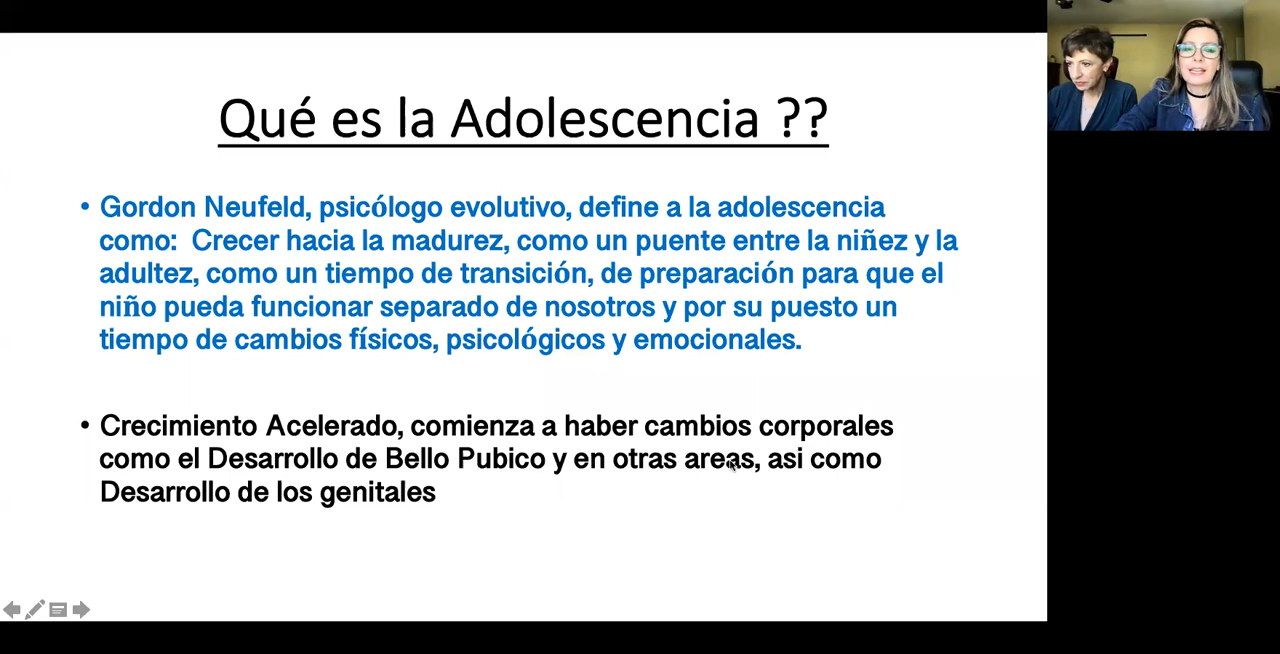 Qué es la Adolescencia ??
• Gordon Neufeld, psicólogo evolutivo, define a la adolescencia
como: Crecer hacia la madurez, como un puente entre la niñez y la
adultez, como un tiempo de transición, de preparación para que el
niño pueda funcionar separado de nosotros y por su puesto un
tiempo de cambios físicos, psicológicos y emocionales.
• Crecimiento Acelerado, comienza a haber cambios corporales
como el Desarrollo de Bello Pubico y en otras areas, asi como
Desarrollo de los genitales